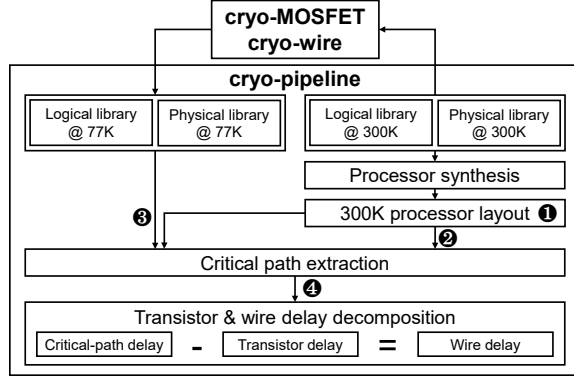 cryo-MOSFET
cryo-wire
cryo-pipeline
Logical library
@ 77K
Physical library
@ 77K
Logical library
@ 300K
Physical library
@ 300K
Processor synthesis
300K processor layout ❶
❸
❷
Critical path extraction
❹
Transistor & wire delay decomposition
Critical-path delay - Transistor delay = Wire delay